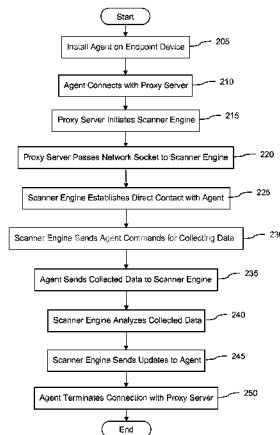 Start
Install Agent on Endpoint Device
205
Agent Connects with Proxy Server
210
Proxy Server Initiates Scanner Engine
215
Proxy Server Passes Network Socket to Scanner Engine
220
Scanner Engine Establishes Direct Contact with Agent
225
Scanner Engine Sends Agent Commands for Collecting Data
230
Agent Sends Collected Data to Scanner Engine
235
Scanner Engine Analyzes Collected Data
240
Scanner Engine Sends Updates to Agent
245
Agent Terminates Connection with Proxy Server
250
End